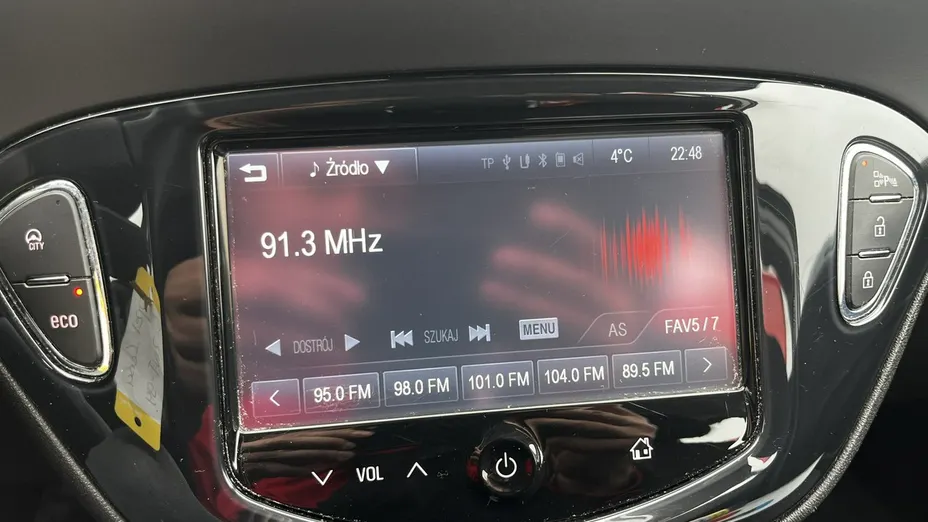 Źródło
TP
4°C
22:48
91.3 MHz
DOSTRÓJ
SZUKAJ
MENU
AS
FAV5/7
95.0 FM
98.0 FM
101.0 FM
104.0 FM
89.5 FM
VOL
CITY
eco